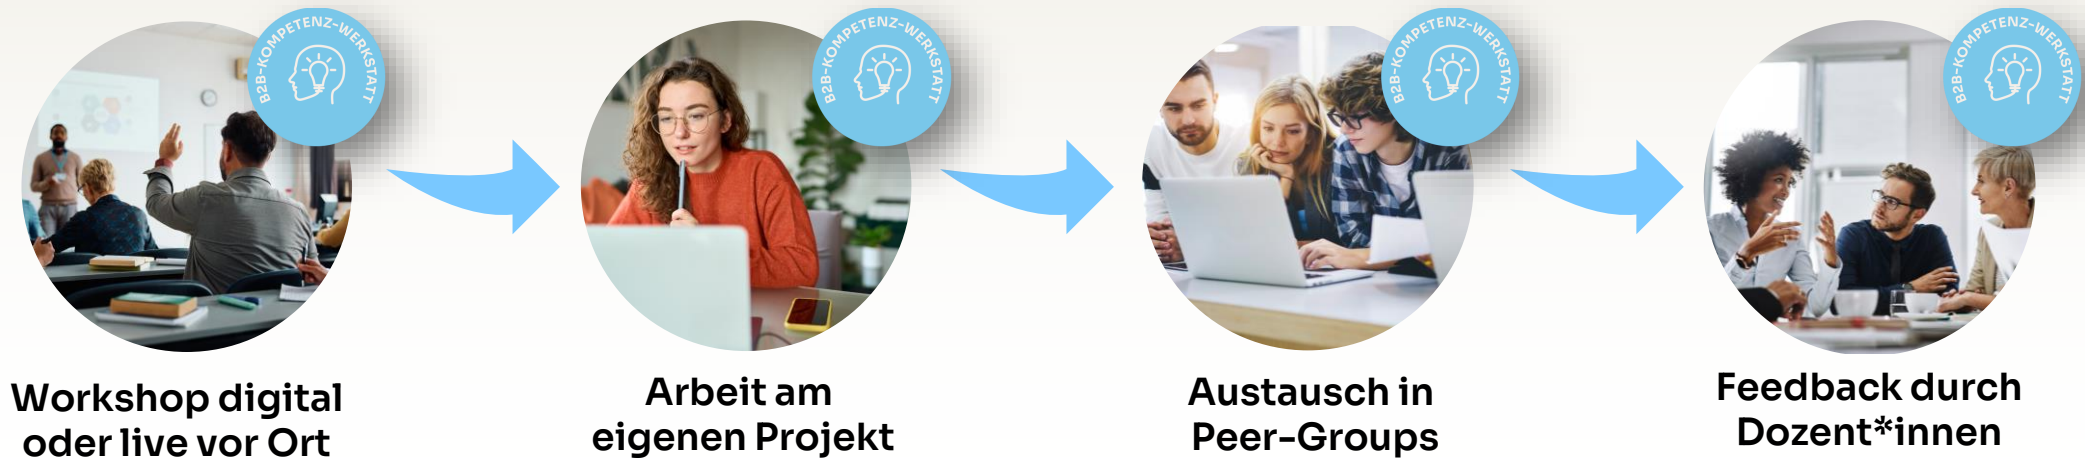 B2B-KOMPETENZ-WERKSTATT
B2B-KOMPETENZ-WERKSTATT
B2B-KOMPETENZ-WERKSTATT
B2B-KOMPETENZ-WERKSTATT
Workshop digital
oder live vor Ort
Arbeit am
eigenen Projekt
Austausch in
Peer-Groups
Feedback durch
Dozent*innen